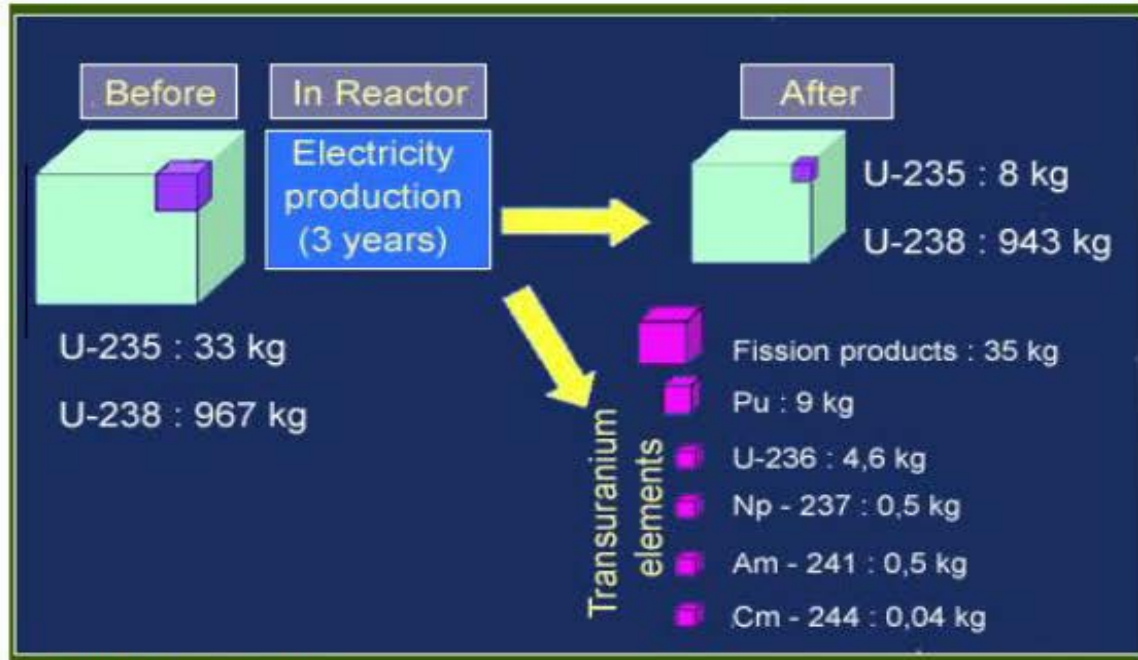 Before
In Reactor
After
Electricity
production
(3 years)
U-235 : 8 kg
U-238 : 943 kg
U-235 : 33 kg
U-238 : 967 kg
Fission products : 35 kg
Pu : 9 kg
U-236 : 4,6 kg
Np - 237 : 0,5 kg
Am - 241 : 0,5 kg
Cm - 244 : 0,04 kg
Transuranium
elements